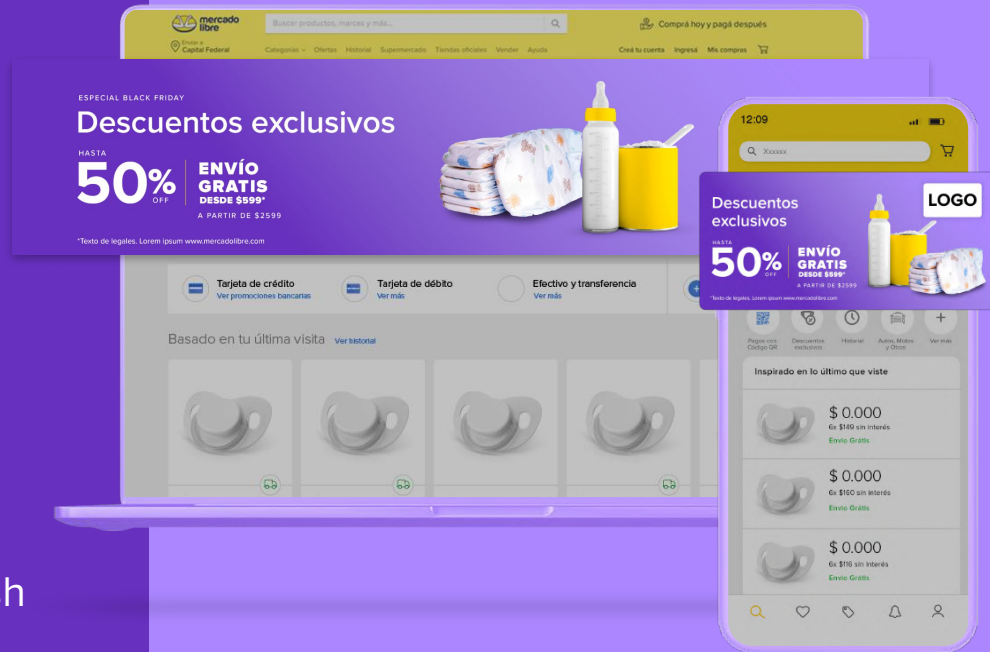 mercado
libre
Buscar productos, marcas y más...
Comprá hoy y pagá después
Enviar a
Capital Federal
Categorías Ofertas Historial Supermercado Tiendas oficiales Vender Ayuda
Creá tu cuenta Ingresá Mis compras
ESPECIAL BLACK FRIDAY
Descuentos exclusivos
HASTA
50%
OFF
ENVÍO
GRATIS
DESDE $599*
A PARTIR DE $2599
*Texto de legales. Lorem ipsum www.mercadolibre.com
Tarjeta de crédito
Ver promociones bancarias
Tarjeta de débito
Ver más
Efectivo y transferencia
Ver más
Basado en tu última visita Ver historial
12:09
Xxxxxx
Descuentos
exclusivos
LOGO
HASTA
50%
OFF
ENVÍO
GRATIS
DESDE $599*
A PARTIR DE $2599
*Texto de legales. Lorem ipsum www.mercadolibre.com
Pagos con
Código QR
Descuentos
exclusivos
Historial
Autos, Motos
y Otros
Ver más
Inspirado en lo último que viste
$ 0.000
6x $149 sin interés
Envío Grátis
$ 0.000
6x $160 sin interés
Envío Grátis
$ 0.000
6x $116 sin interés
Envío Grátis